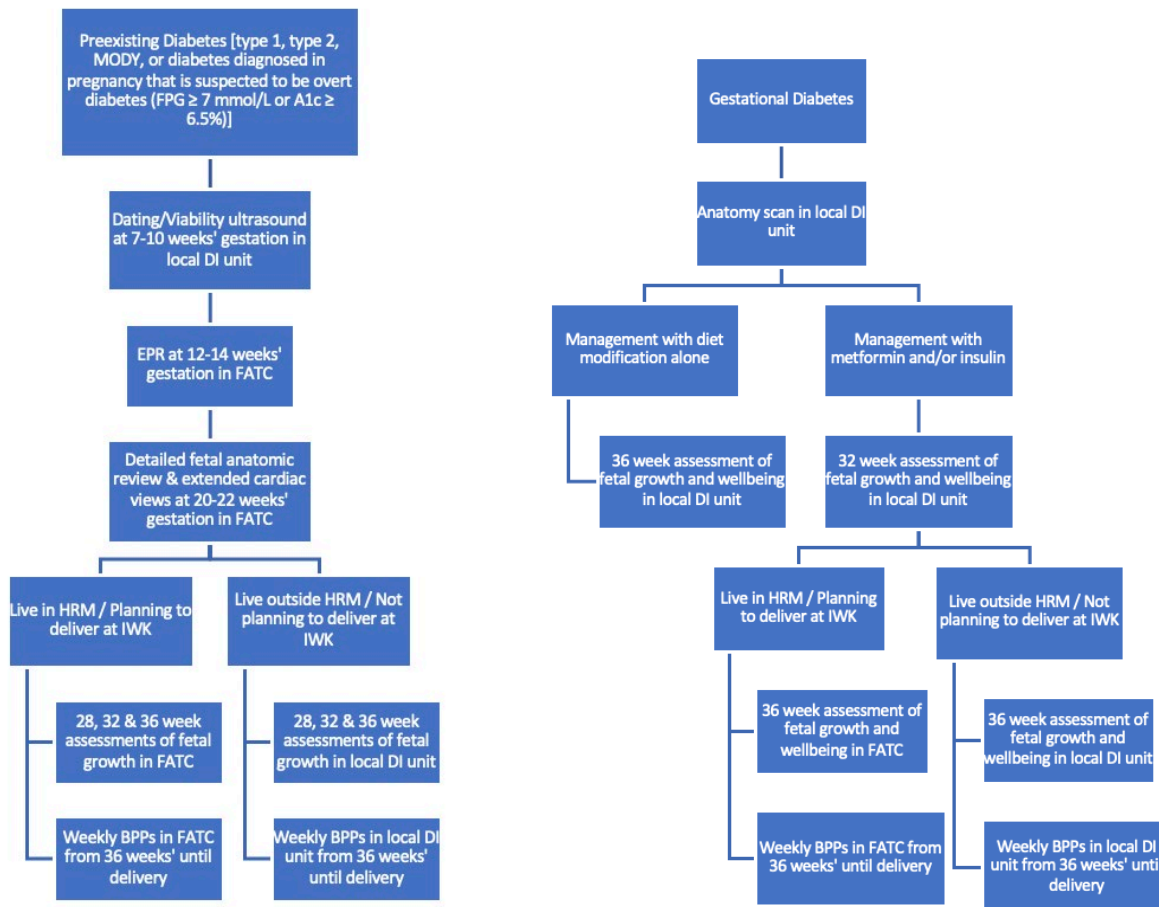 Preexisting Diabetes [type 1, type 2,
MODY, or diabetes diagnosed in
pregnancy that is suspected to be overt
diabetes (FPG ≥ 7 mmol/L or A1c ≥
6.5%)]
Dating/Viability ultrasound
at 7-10 weeks' gestation in
local DI unit
EPR at 12-14 weeks'
gestation in FATC
Detailed fetal anatomic
review & extended cardiac
views at 20-22 weeks'
gestation in FATC
Live in HRM / Planning to
deliver at IWK
28, 32 & 36 week
assessments of fetal
growth in FATC
Weekly BPPs in FATC
from 36 weeks' until
delivery
Live outside HRM / Not
planning to deliver at
IWK
28, 32 & 36 week
assessments of fetal
growth in local DI unit
Weekly BPPs in local DI
unit from 36 weeks'
until delivery
Gestational Diabetes
Anatomy scan in local DI
unit
Management with diet
modification alone
36 week assessment of
fetal growth and wellbeing
in local DI unit
Management with
metformin and/or insulin
32 week assessment of
fetal growth and wellbeing
in local DI unit
Live in HRM / Planning
to deliver at IWK
36 week assessment of
fetal growth and
wellbeing in FATC
Weekly BPPs in FATC from
36 weeks' until delivery
Live outside HRM / Not
planning to deliver at IWK
36 week assessment of
fetal growth and
wellbeing in local DI unit
Weekly BPPs in local DI
unit from 36 weeks' until
delivery